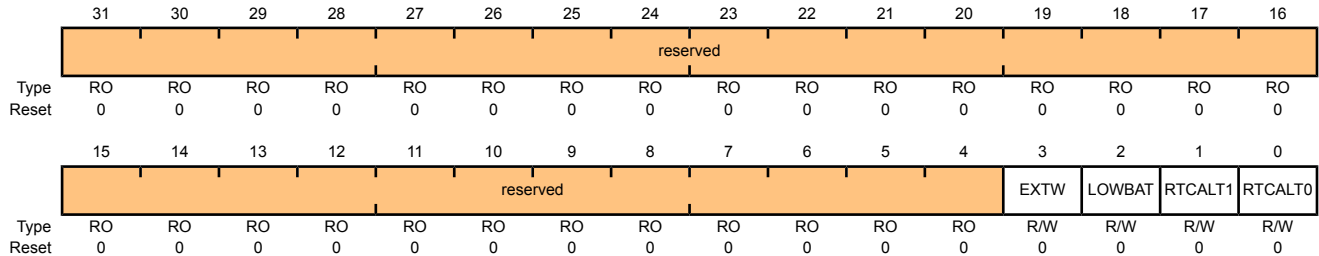 31 30 29 28 27 26 25 24 23 22 21 20 19 18 17 16
reserved
Type RO RO RO RO RO RO RO RO RO RO RO RO RO RO RO RO
Reset 0 0 0 0 0 0 0 0 0 0 0 0 0 0 0 0
15 14 13 12 11 10 9 8 7 6 5 4 3 2 1 0
reserved EXTW LOWBAT RTCALT1 RTCALT0
Type RO RO RO RO RO RO RO RO RO RO RO RO R/W R/W R/W R/W
Reset 0 0 0 0 0 0 0 0 0 0 0 0 0 0 0 0